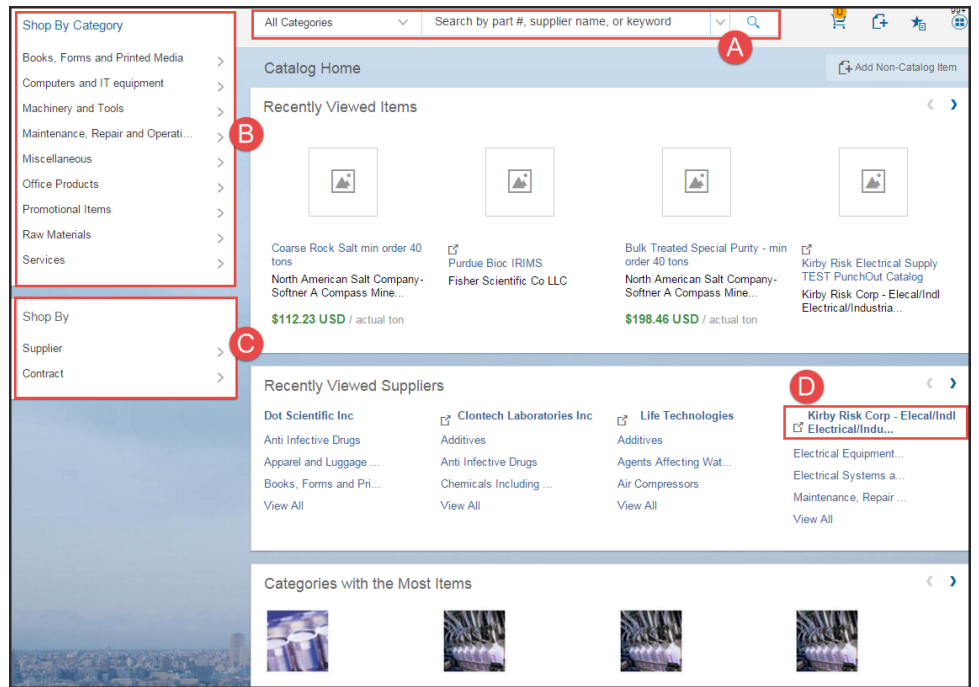 Shop By Category
Books, Forms and Printed Media
Computers and IT equipment
Machinery and Tools
Maintenance, Repair and Operati...
Miscellaneous
Office Products
Promotional Items
Raw Materials
Services
B
Shop By
Supplier
Contract
C
All Categories
Search by part #, supplier name, or keyword
A
0
99+
Catalog Home
Add Non-Catalog Item
Recently Viewed Items
Coarse Rock Salt min order 40
tons
North American Salt Company-
Softner A Compass Mine...
$112.23 USD / actual ton
Purdue Bioc IRIMS
Fisher Scientific Co LLC
Bulk Treated Special Purity - min
order 40 tons
North American Salt Company-
Softner A Compass Mine...
$198.46 USD / actual ton
Kirby Risk Electrical Supply
TEST PunchOut Catalog
Kirby Risk Corp - Elecal/Indl
Electrical/Industria...
Recently Viewed Suppliers
D
Dot Scientific Inc
Anti Infective Drugs
Apparel and Luggage ...
Books, Forms and Pri...
View All
Clontech Laboratories Inc
Additives
Anti Infective Drugs
Chemicals Including ...
View All
Life Technologies
Additives
Agents Affecting Wat...
Air Compressors
View All
Kirby Risk Corp - Elecal/Indl
Electrical/Indu...
Electrical Equipment...
Electrical Systems a...
Maintenance, Repair ...
View All
Categories with the Most Items